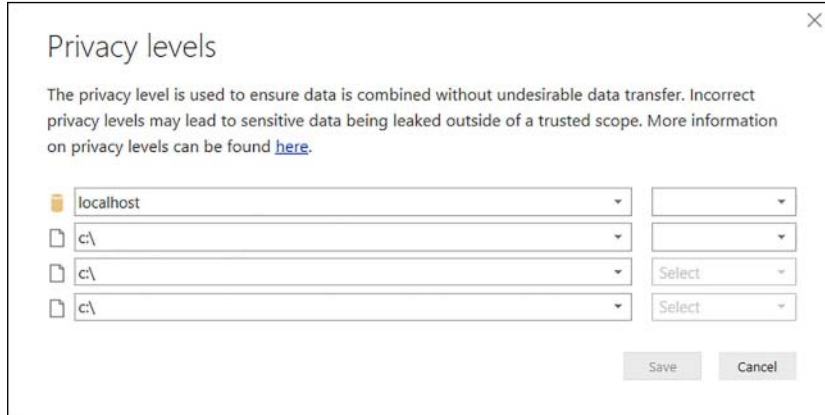 Privacy levels
The privacy level is used to ensure data is combined without undesirable data transfer. Incorrect
privacy levels may lead to sensitive data being leaked outside of a trusted scope. More information
on privacy levels can be found here.
localhost
c:\
c:\ Select
c:\ Select
Save Cancel